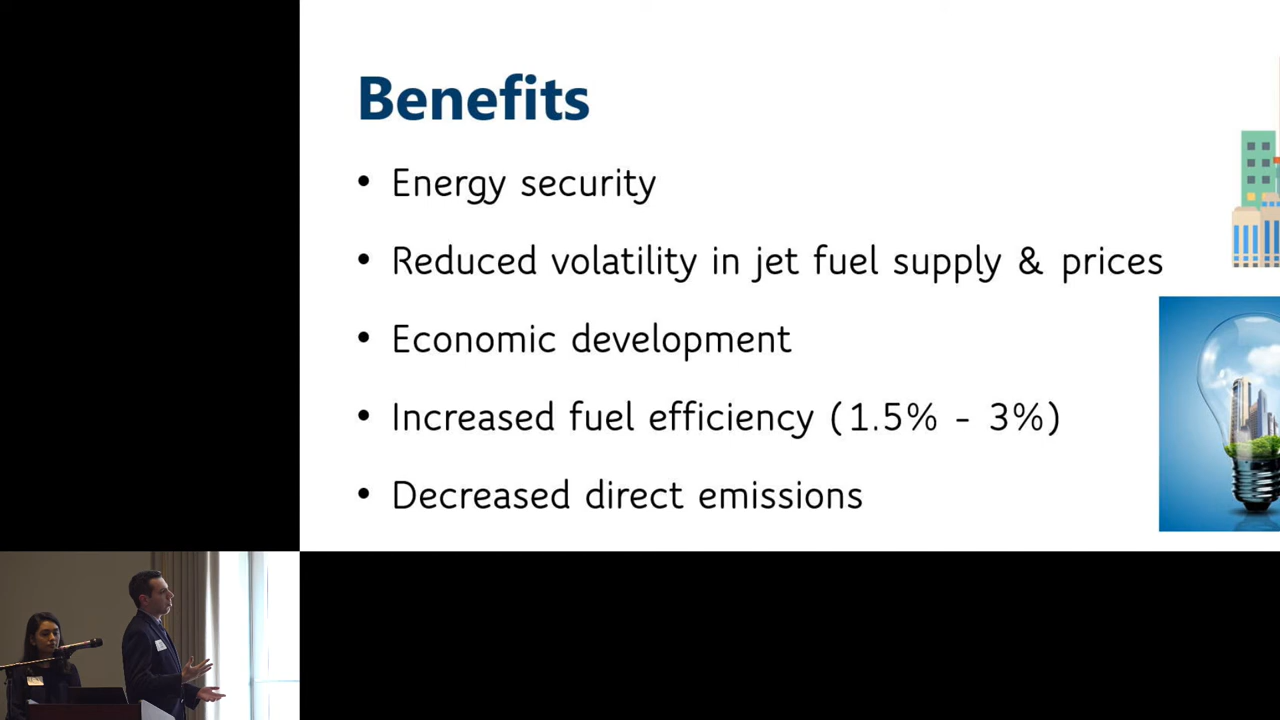 Benefits
• Energy security
• Reduced volatility in jet fuel supply & prices
• Economic development
• Increased fuel efficiency (1.5% - 3%)
• Decreased direct emissions